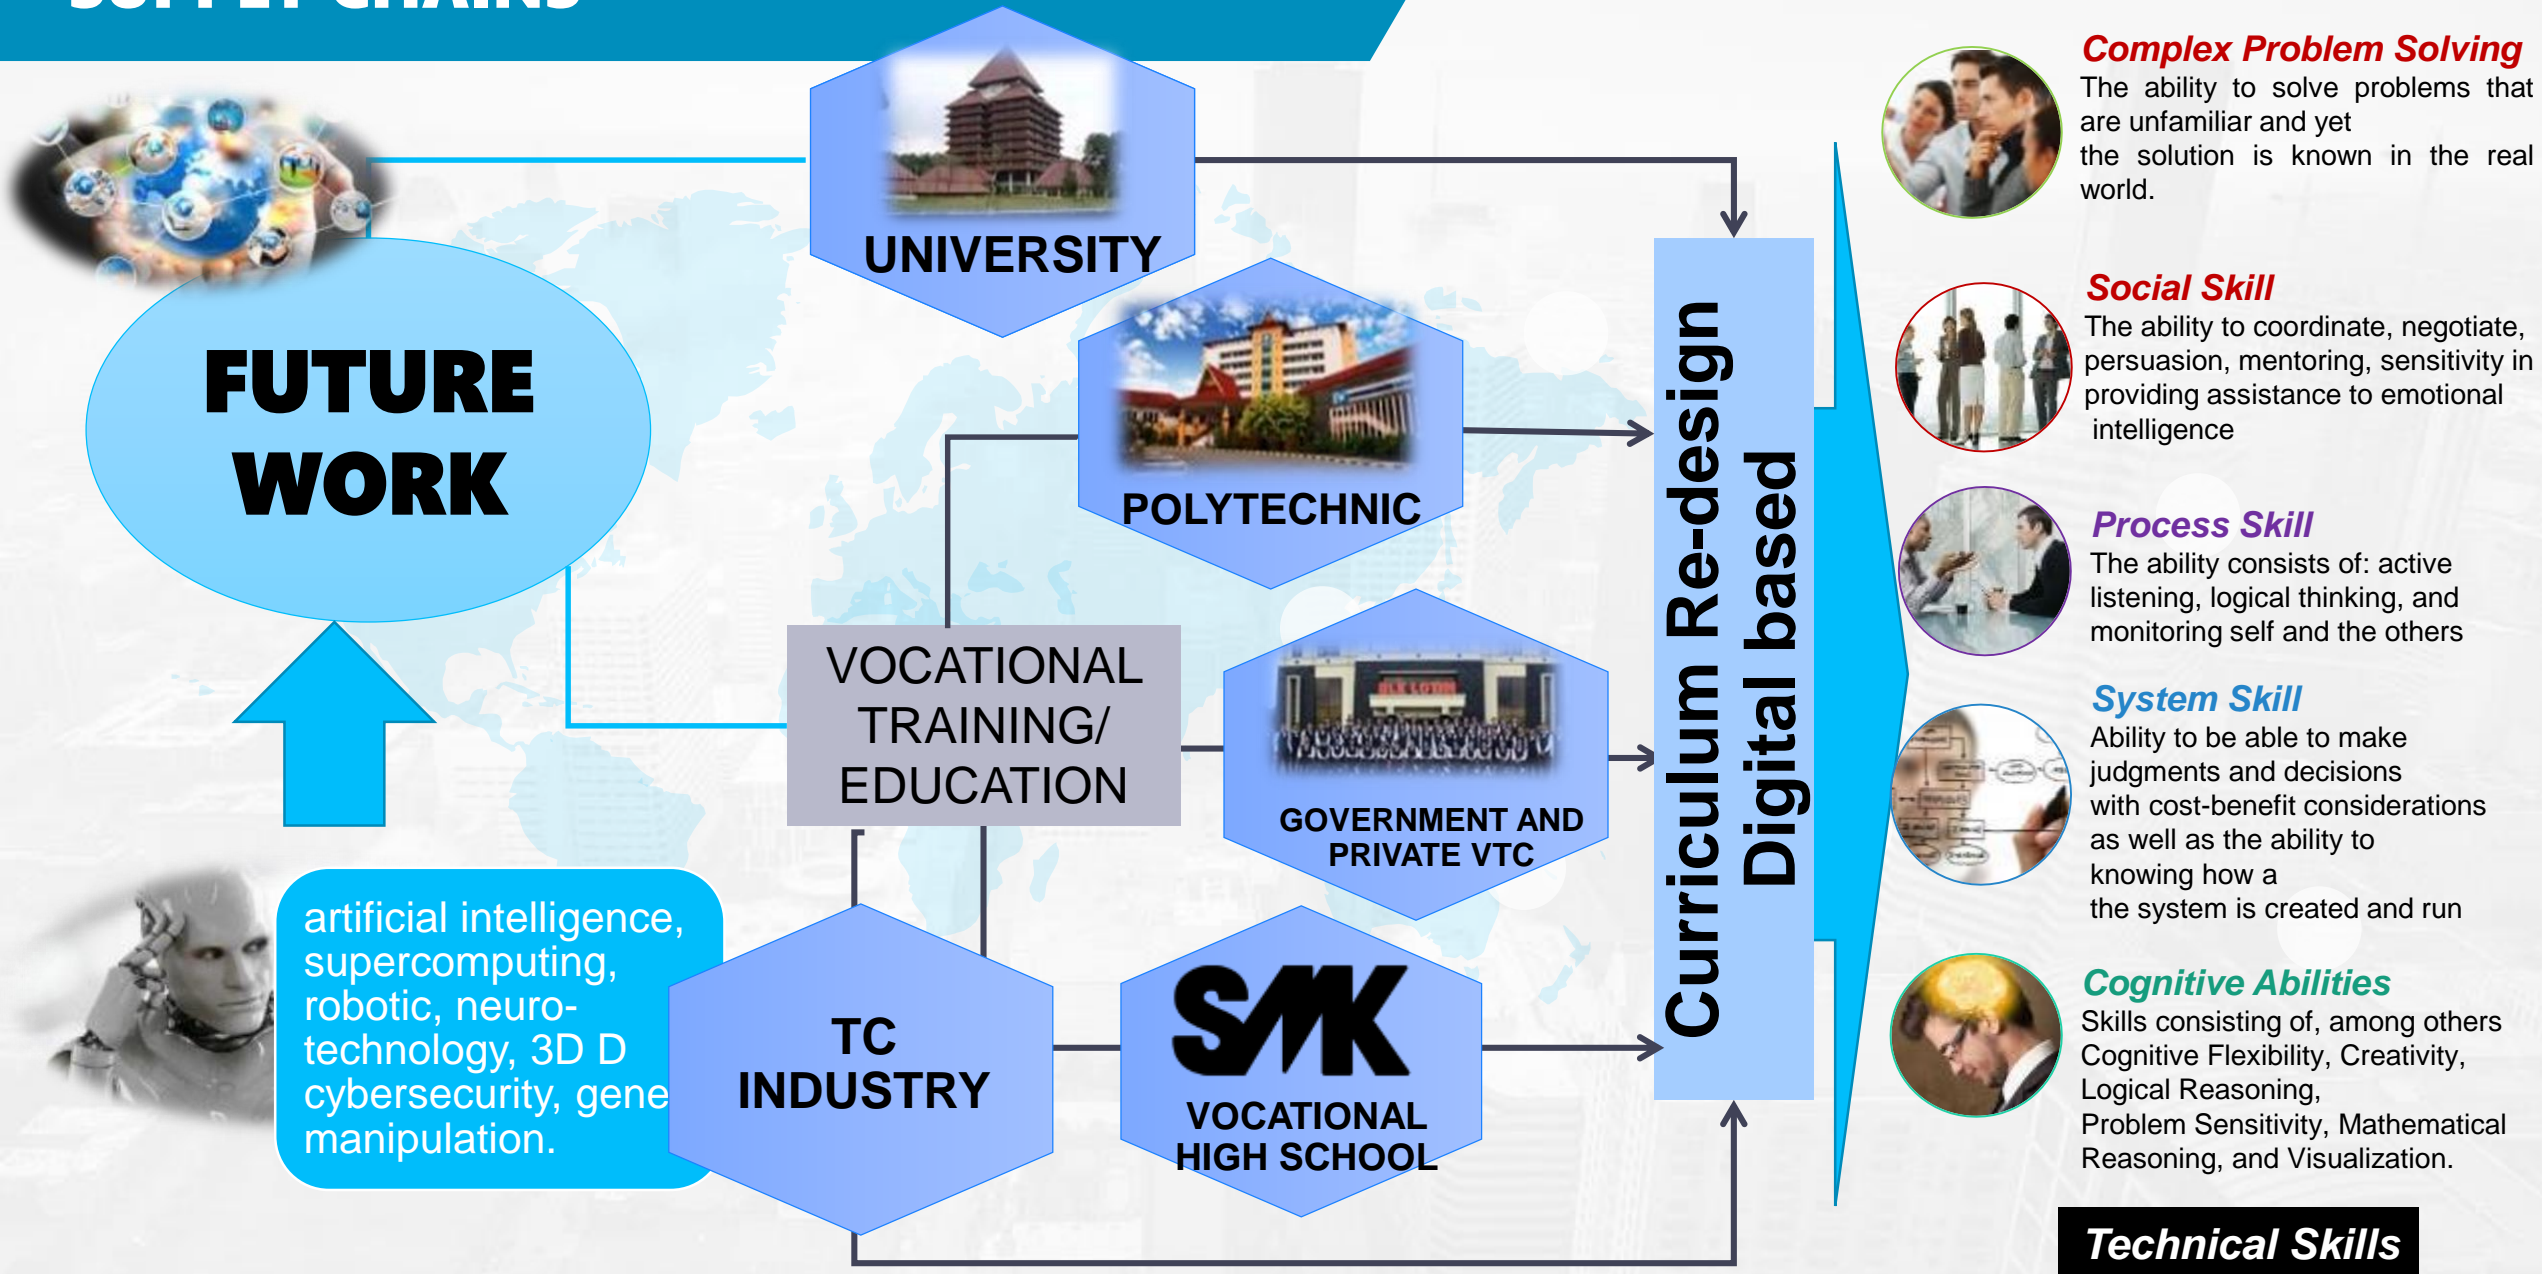 SUPPLY CHAINS
FUTURE
WORK
artificial intelligence,
supercomputing,
robotic, neuro-
technology, 3D D
cybersecurity, gene
manipulation.
UNIVERSITY
POLYTECHNIC
VOCATIONAL
TRAINING/
EDUCATION
GOVERNMENT AND
PRIVATE VTC
TC
INDUSTRY
SMK
VOCATIONAL
HIGH SCHOOL
Curriculum Re-design
Digital based
Complex Problem Solving
The ability to solve problems that
are unfamiliar and yet
the solution is known in the real
world.
Social Skill
The ability to coordinate, negotiate,
persuasion, mentoring, sensitivity in
providing assistance to emotional
intelligence
Process Skill
The ability consists of: active
listening, logical thinking, and
monitoring self and the others
System Skill
Ability to be able to make
judgments and decisions
with cost-benefit considerations
as well as the ability to
knowing how a
the system is created and run
Cognitive Abilities
Skills consisting of, among others
Cognitive Flexibility, Creativity,
Logical Reasoning,
Problem Sensitivity, Mathematical
Reasoning, and Visualization.
Technical Skills